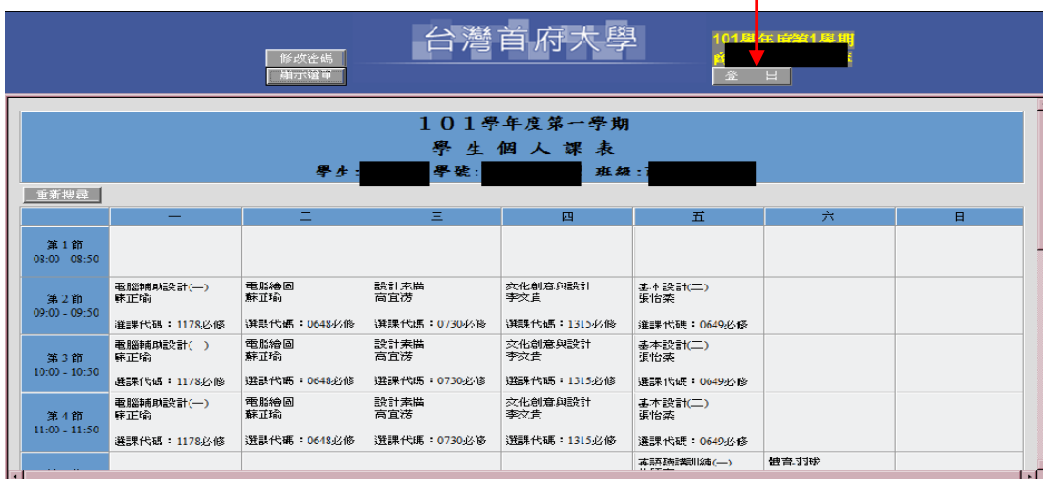 台灣首府大學
101學年度第1學期
修改密碼
顯示選單
登 出
101學年度第一學期
學 生 個 人 課 表
學生: 學號: 班級:
重新搜尋
一 二 三 四 五 六 日
第 1 節
08:00 - 08:50
第 2 節
09:00 - 09:50
電腦輔助設計(一) 電腦繪圖 設計素描 文化創意與設計 基本設計(二)
蘇正瑜 蘇正瑜 高宜淓 李文貴 張怡棻
選課代碼：1178必修 選課代碼：0648必修 選課代碼：0730必修 選課代碼：1315必修 選課代碼：0649必修
第 3 節
10:00 - 10:50
電腦輔助設計(一) 電腦繪圖 設計素描 文化創意與設計 基本設計(二)
蘇正瑜 蘇正瑜 高宜淓 李文貴 張怡棻
選課代碼：1178必修 選課代碼：0648必修 選課代碼：0730必修 選課代碼：1315必修 選課代碼：0649必修
第 4 節
11:00 - 11:50
電腦輔助設計(一) 電腦繪圖 設計素描 文化創意與設計 基本設計(二)
蘇正瑜 蘇正瑜 高宜淓 李文貴 張怡棻
選課代碼：1178必修 選課代碼：0648必修 選課代碼：0730必修 選課代碼：1315必修 選課代碼：0649必修
英語聽講訓練(一) 體育-羽球